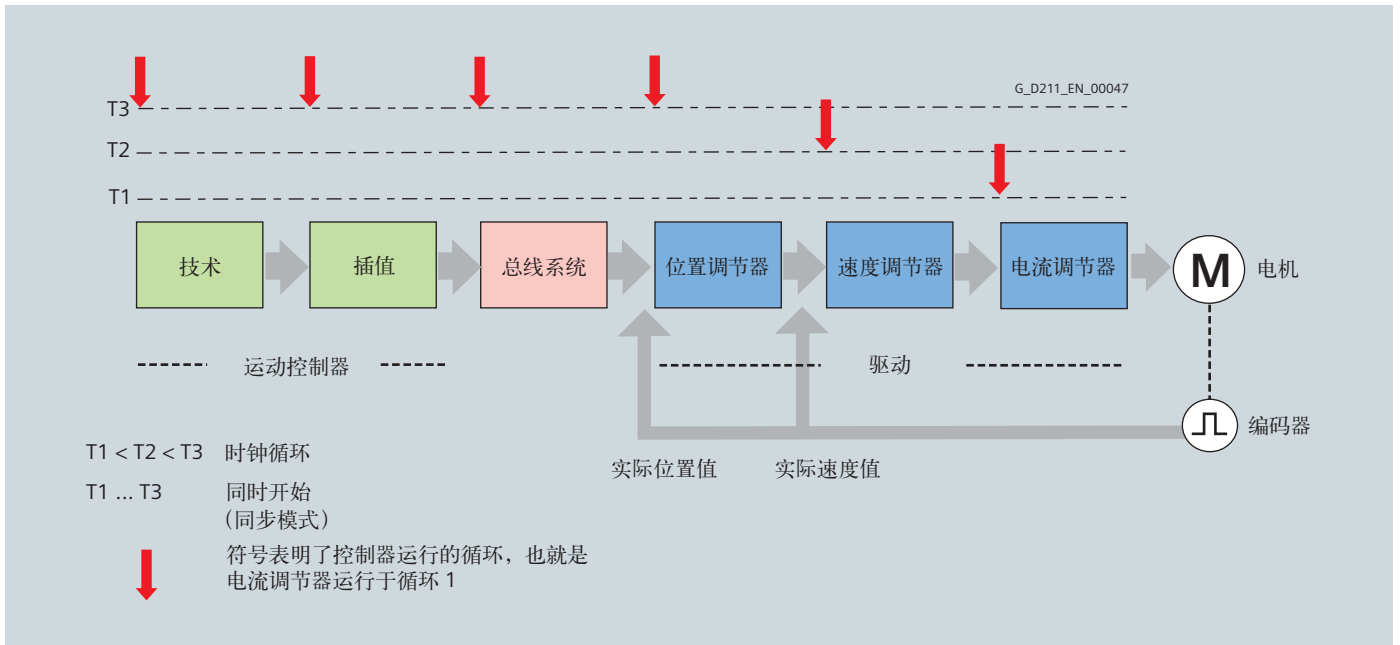 G_D211_EN_00047
T3
T2
T1
技术
插值
总线系统
位置调节器
速度调节器
电流调节器
M
电机
运动控制器
驱动
编码器
实际位置值
实际速度值
T1 < T2 < T3 时钟循环
T1 ... T3 同时开始
(同步模式)
符号表明了控制器运行的循环，也就是
电流调节器运行于循环 1